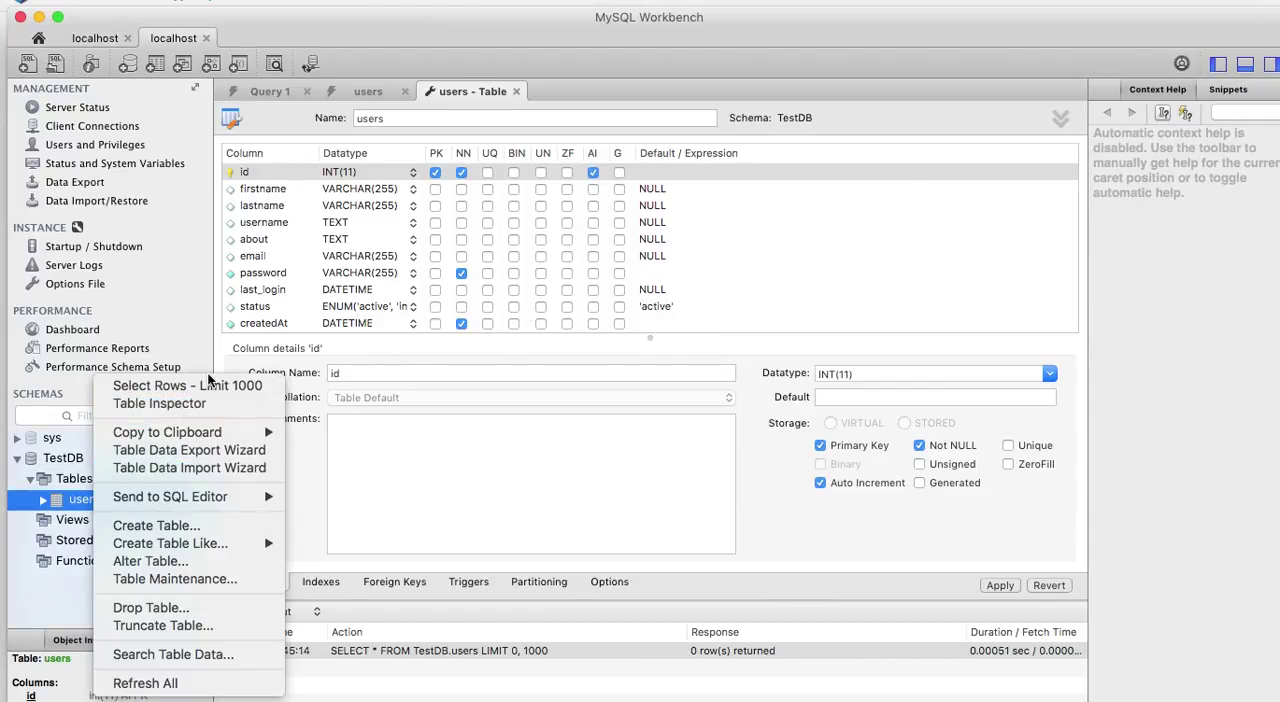 MySQL Workbench
localhost
localhost
MANAGEMENT
Server Status
Client Connections
Users and Privileges
Status and System Variables
Data Export
Data Import/Restore
INSTANCE
Startup / Shutdown
Server Logs
Options File
PERFORMANCE
Dashboard
Performance Reports
Performance Schema Setup
SCHEMAS
Filt
sys
TestDB
Tables
user
Views
Stored
Functi
Object In
Table: users
Columns:
id int(11) AI PK
Select Rows - Limit 1000
Table Inspector
Copy to Clipboard
Table Data Export Wizard
Table Data Import Wizard
Send to SQL Editor
Create Table...
Create Table Like...
Alter Table...
Table Maintenance...
Drop Table...
Truncate Table...
Search Table Data...
Refresh All
Query 1 users users - Table
Name: users Schema: TestDB
Column Datatype PK NN UQ BIN UN ZF AI G Default / Expression
id INT(11)
firstname VARCHAR(255) NULL
lastname VARCHAR(255) NULL
username TEXT NULL
about TEXT NULL
email VARCHAR(255) NULL
password VARCHAR(255)
last_login DATETIME NULL
status ENUM('active', 'in 'active'
createdAt DATETIME
Column details 'id'
Column Name: id Datatype: INT(11)
ollation: Table Default Default
mments: Storage: VIRTUAL STORED
Primary Key Not NULL Unique
Binary Unsigned ZeroFill
Auto Increment Generated
Indexes Foreign Keys Triggers Partitioning Options Apply Revert
ut
ne Action Response Duration / Fetch Time
45:14 SELECT * FROM TestDB.users LIMIT 0, 1000 0 row(s) returned 0.00051 sec / 0.0000...
Context Help Snippets
Automatic context help is
disabled. Use the toolbar to
manually get help for the curren
caret position or to toggle
automatic help.